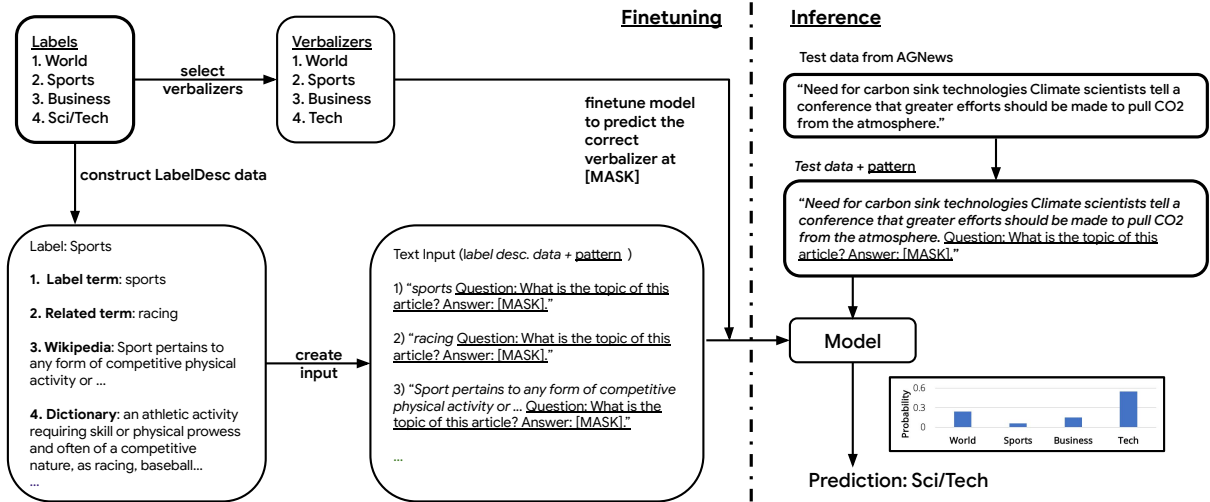 Finetuning
Labels
1. World
2. Sports
3. Business
4. Sci/Tech
select
verbalizers
Verbalizers
1. World
2. Sports
3. Business
4. Tech
finetune model
to predict the
correct
verbalizer at
[MASK]
construct LabelDesc data
Label: Sports
1. Label term: sports
2. Related term: racing
3. Wikipedia: Sport pertains to
any form of competitive physical
activity or ...
4. Dictionary: an athletic activity
requiring skill or physical prowess
and often of a competitive
nature, as racing, baseball...
...
create
input
Text Input (label desc. data + pattern )
1) “sports Question: What is the topic of this
article? Answer: [MASK].”
2) “racing Question: What is the topic of this
article? Answer: [MASK].”
3) “Sport pertains to any form of competitive
physical activity or ... Question: What is the
topic of this article? Answer: [MASK].”
...
Inference
Test data from AGNews
“Need for carbon sink technologies Climate scientists tell a
conference that greater efforts should be made to pull CO2
from the atmosphere.”
Test data + pattern
“Need for carbon sink technologies Climate scientists tell a
conference that greater efforts should be made to pull CO2
from the atmosphere. Question: What is the topic of this
article? Answer: [MASK].”
Model
Probability
0.6
0.3
0
World Sports Business Tech
Prediction: Sci/Tech